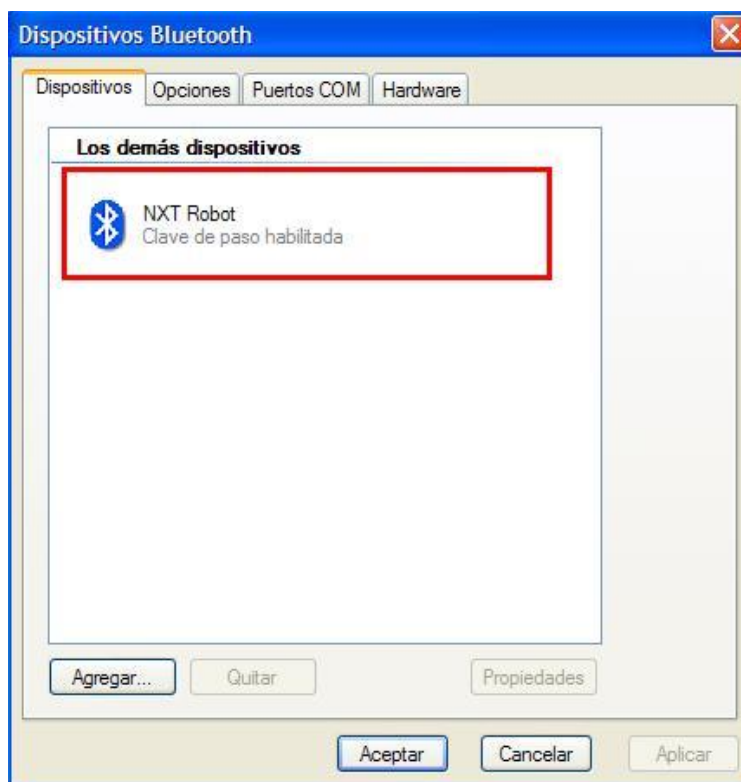 Dispositivos Bluetooth
Dispositivos Opciones Puertos COM Hardware
Los demás dispositivos
NXT Robot
Clave de paso habilitada
Agregar... Quitar Propiedades
Aceptar Cancelar Aplicar